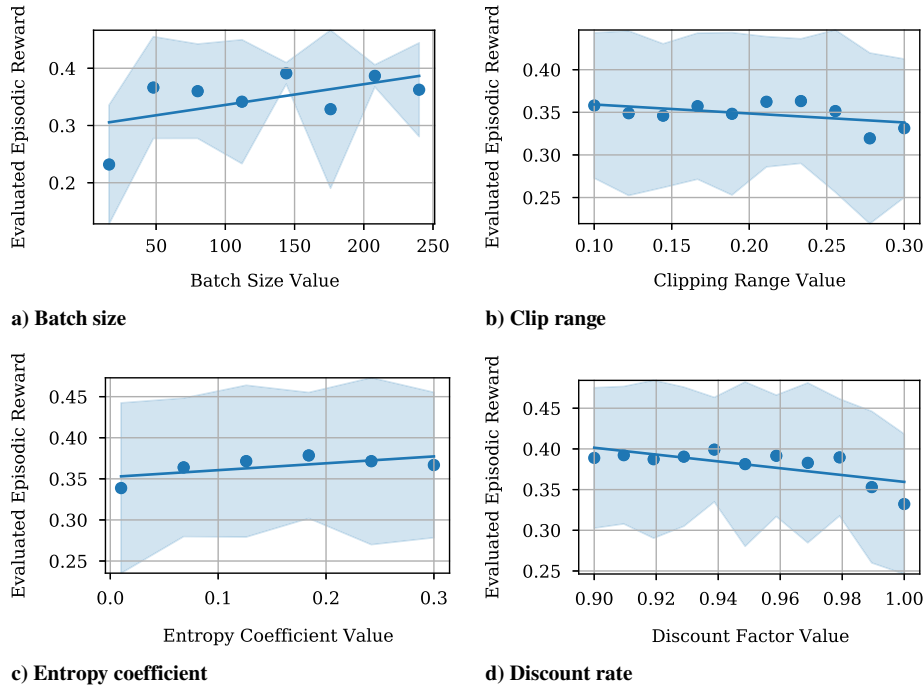 Evaluated Episodic Reward
0.4
0.3
0.2
50 100 150 200 250
Batch Size Value
a) Batch size
Evaluated Episodic Reward
0.40
0.35
0.30
0.25
0.10 0.15 0.20 0.25 0.30
Clipping Range Value
b) Clip range
Evaluated Episodic Reward
0.45
0.40
0.35
0.30
0.25
0.0 0.1 0.2 0.3
Entropy Coefficient Value
c) Entropy coefficient
Evaluated Episodic Reward
0.45
0.40
0.35
0.30
0.25
0.90 0.92 0.94 0.96 0.98 1.00
Discount Factor Value
d) Discount rate